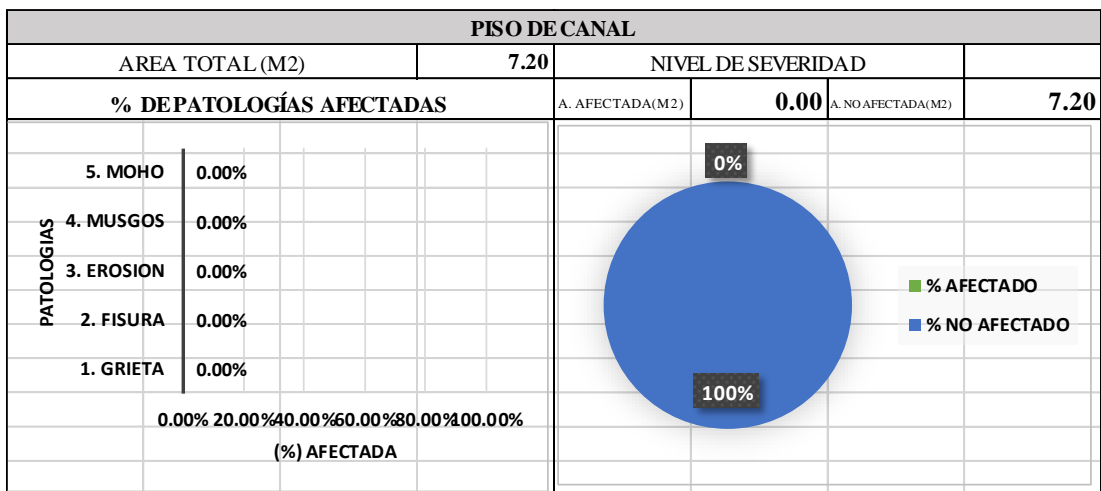 PISO DE CANAL
AREA TOTAL (M2) 7.20 NIVEL DE SEVERIDAD
% DE PATOLOGÍAS AFECTADAS A. AFECTADA(M2) 0.00 A. NO AFECTADA(M2) 7.20
PATOLOGIAS
5. MOHO 0.00%
4. MUSGOS 0.00%
3. EROSION 0.00%
2. FISURA 0.00%
1. GRIETA 0.00%
0.00% 20.00% 40.00% 60.00% 80.00% 100.00%
(%) AFECTADA
0%
100%
% AFECTADO
% NO AFECTADO